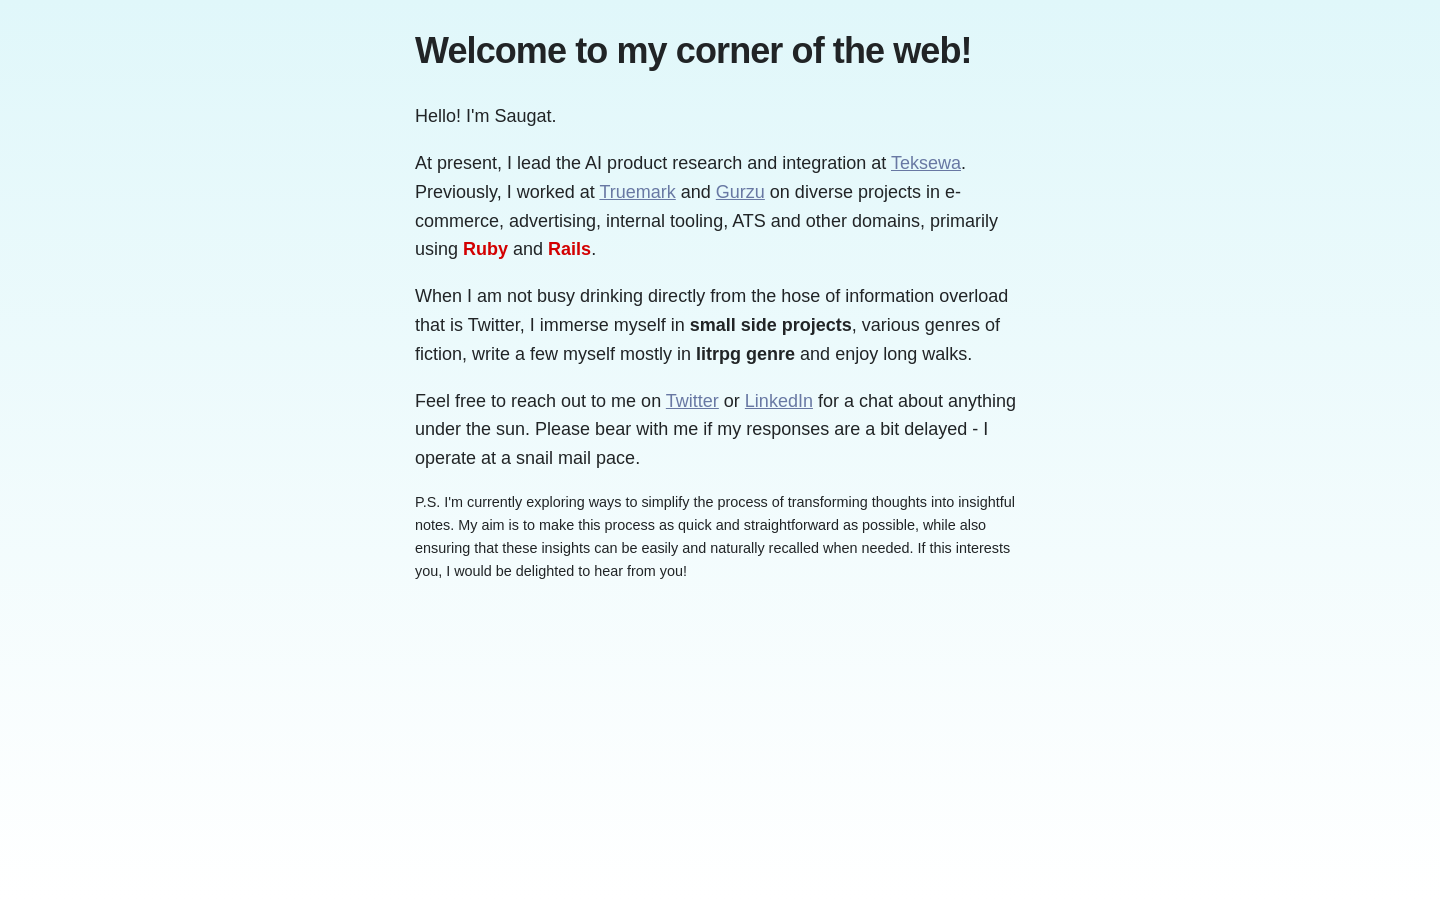 Welcome to my corner of the web!
Hello! I'm Saugat.
At present, I lead the AI product research and integration at Teksewa.
Previously, I worked at Truemark and Gurzu on diverse projects in e-
commerce, advertising, internal tooling, ATS and other domains, primarily
using Ruby and Rails.
When I am not busy drinking directly from the hose of information overload
that is Twitter, I immerse myself in small side projects, various genres of
fiction, write a few myself mostly in litrpg genre and enjoy long walks.
Feel free to reach out to me on Twitter or LinkedIn for a chat about anything
under the sun. Please bear with me if my responses are a bit delayed - I
operate at a snail mail pace.
P.S. I'm currently exploring ways to simplify the process of transforming thoughts into insightful
notes. My aim is to make this process as quick and straightforward as possible, while also
ensuring that these insights can be easily and naturally recalled when needed. If this interests
you, I would be delighted to hear from you!